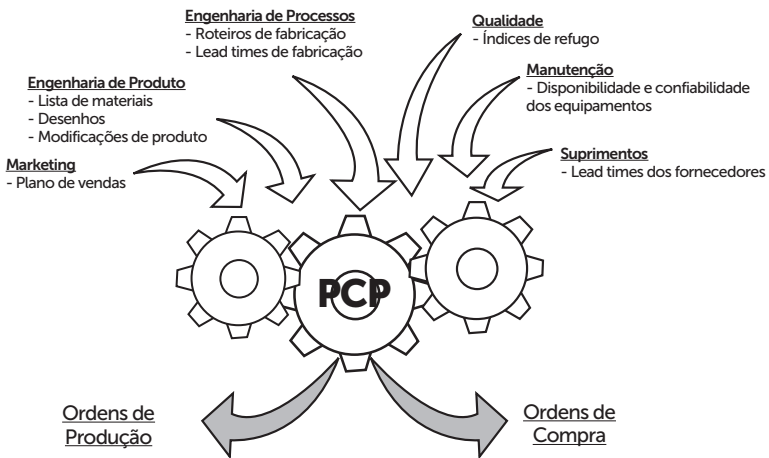 Engenharia de Processos
- Roteiros de fabricação
- Lead times de fabricação
Qualidade
- Índices de refugo
Engenharia de Produto
- Lista de materiais
- Desenhos
- Modificações de produto
Manutenção
- Disponibilidade e confiabilidade
dos equipamentos
Marketing
- Plano de vendas
Suprimentos
- Lead times dos fornecedores
PCP
Ordens de
Produção
Ordens de
Compra